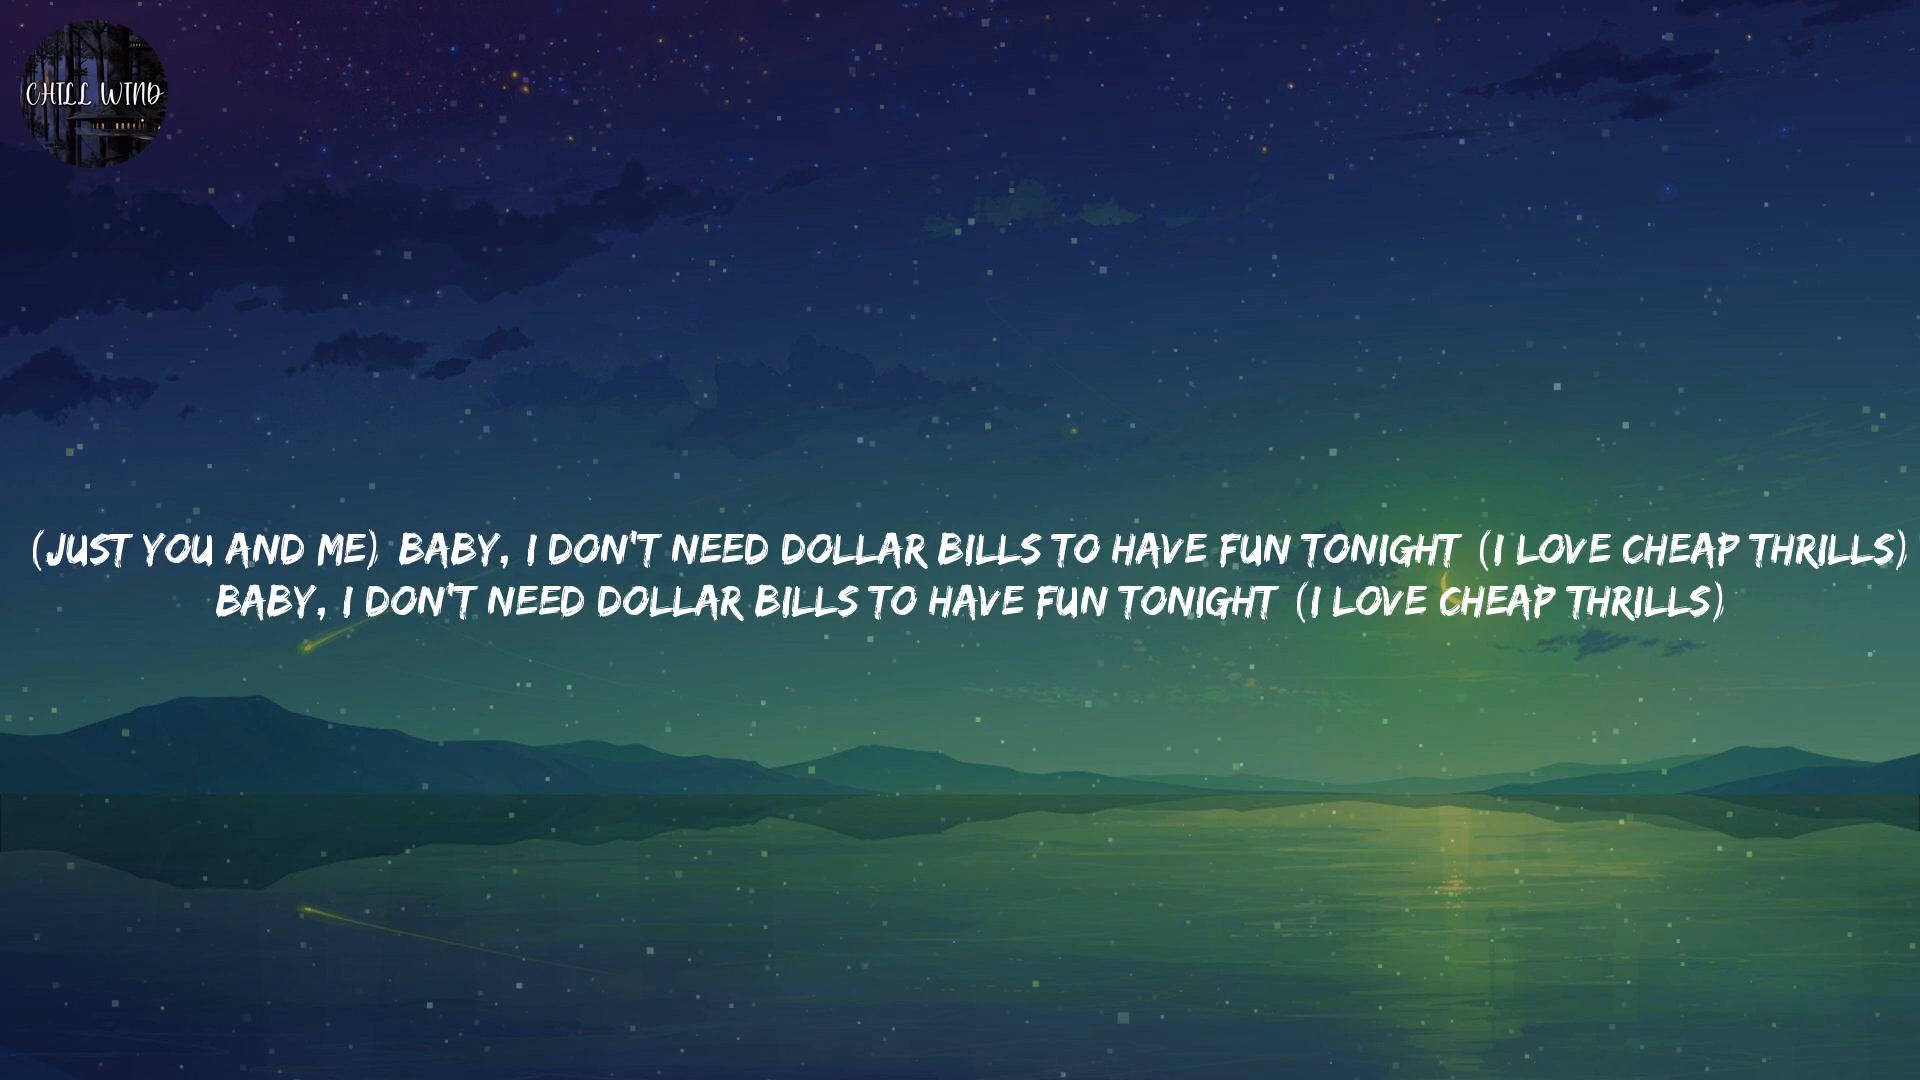 CHILL WIND
(JUST YOU AND ME) BABY, I DON'T NEED DOLLAR BILLS TO HAVE FUN TONIGHT (I LOVE CHEAP THRILLS)
BABY, I DON'T NEED DOLLAR BILLS TO HAVE FUN TONIGHT (I LOVE CHEAP THRILLS)